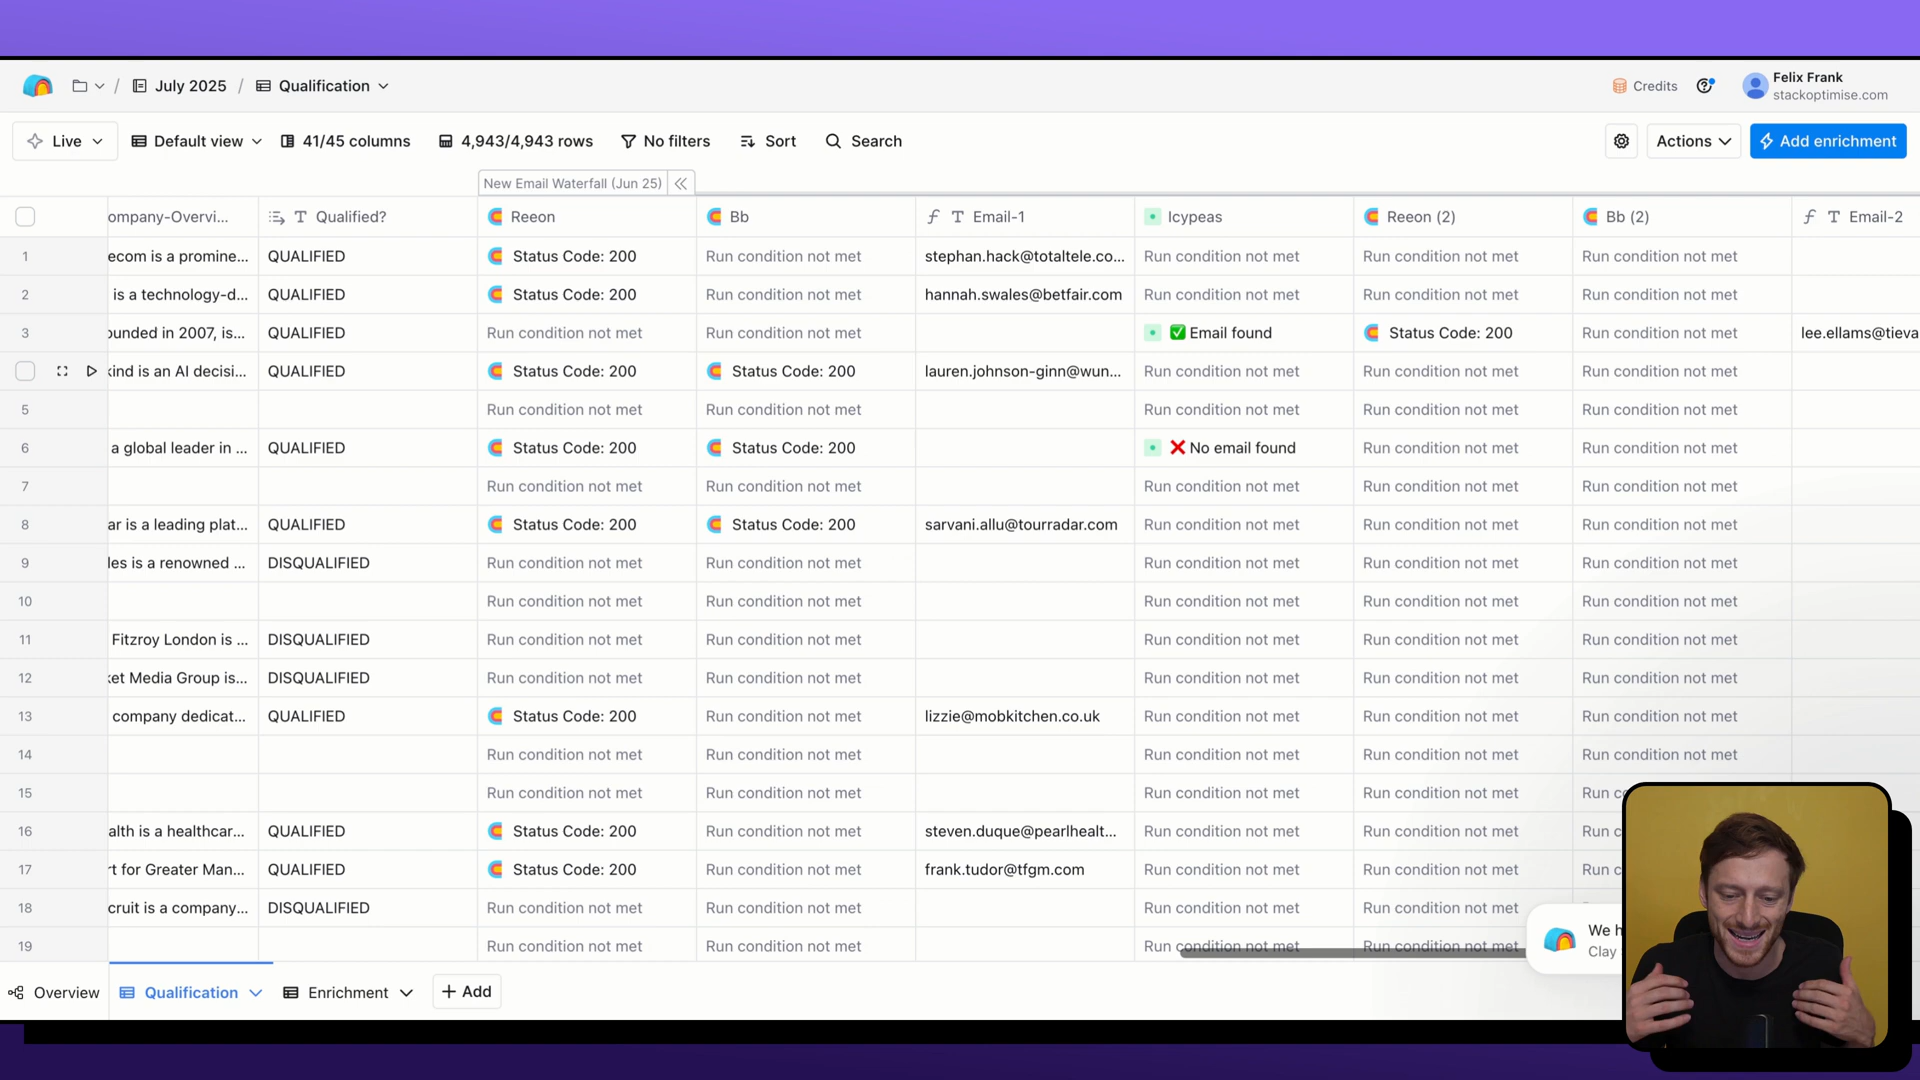 July 2025 / Qualification
Credits
Felix Frank
stackoptimise.com
Live
Default view
41/45 columns
4,943/4,943 rows
No filters
Sort
Search
Actions
Add enrichment
New Email Waterfall (Jun 25)
ompany-Overvi... Qualified? Reeon Bb Email-1 Icypeas Reeon (2) Bb (2) Email-2
1 ecom is a promine... QUALIFIED Status Code: 200 Run condition not met stephan.hack@totaltele.co... Run condition not met Run condition not met Run condition not met
2 is a technology-d... QUALIFIED Status Code: 200 Run condition not met hannah.swales@betfair.com Run condition not met Run condition not met Run condition not met
3 ounded in 2007, is... QUALIFIED Run condition not met Run condition not met ✅ Email found Status Code: 200 Run condition not met lee.ellams@tieva
kind is an AI decisi... QUALIFIED Status Code: 200 Status Code: 200 lauren.johnson-ginn@wun... Run condition not met Run condition not met Run condition not met
5 Run condition not met Run condition not met Run condition not met Run condition not met Run condition not met
6 a global leader in ... QUALIFIED Status Code: 200 Status Code: 200 ❌ No email found Run condition not met Run condition not met
7 Run condition not met Run condition not met Run condition not met Run condition not met Run condition not met
8 ar is a leading plat... QUALIFIED Status Code: 200 Status Code: 200 sarvani.allu@tourradar.com Run condition not met Run condition not met Run condition not met
9 les is a renowned ... DISQUALIFIED Run condition not met Run condition not met Run condition not met Run condition not met Run condition not met
10 Run condition not met Run condition not met Run condition not met Run condition not met Run condition not met
11 Fitzroy London is ... DISQUALIFIED Run condition not met Run condition not met Run condition not met Run condition not met Run condition not met
12 ket Media Group is... DISQUALIFIED Run condition not met Run condition not met Run condition not met Run condition not met Run condition not met
13 company dedicat... QUALIFIED Status Code: 200 Run condition not met lizzie@mobkitchen.co.uk Run condition not met Run condition not met Run condition not met
14 Run condition not met Run condition not met Run condition not met Run condition not met Run condition not met
15 Run condition not met Run condition not met Run condition not met Run condition not met Run c
16 alth is a healthcar... QUALIFIED Status Code: 200 Run condition not met steven.duque@pearlhealt... Run condition not met Run condition not met Run c
17 rt for Greater Man... QUALIFIED Status Code: 200 Run condition not met frank.tudor@tfgm.com Run condition not met Run condition not met Run c
18 cruit is a company... DISQUALIFIED Run condition not met Run condition not met Run condition not met Run condition not met
19 Run condition not met Run condition not met Run condition not met Run condition not met
We h
Clay
Overview
Qualification
Enrichment
+ Add